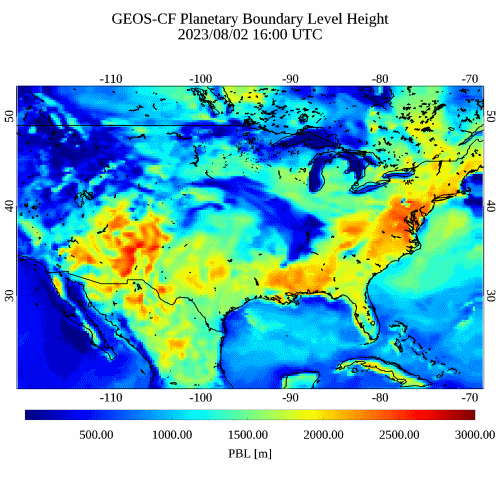 GEOS-CF Planetary Boundary Level Height
2023/08/02 16:00 UTC
-110 -100 -90 -80 -70
50 50
40 40
30 30
-110 -100 -90 -80 -70
500.00 1000.00 1500.00 2000.00 2500.00 3000.00
PBL [m]